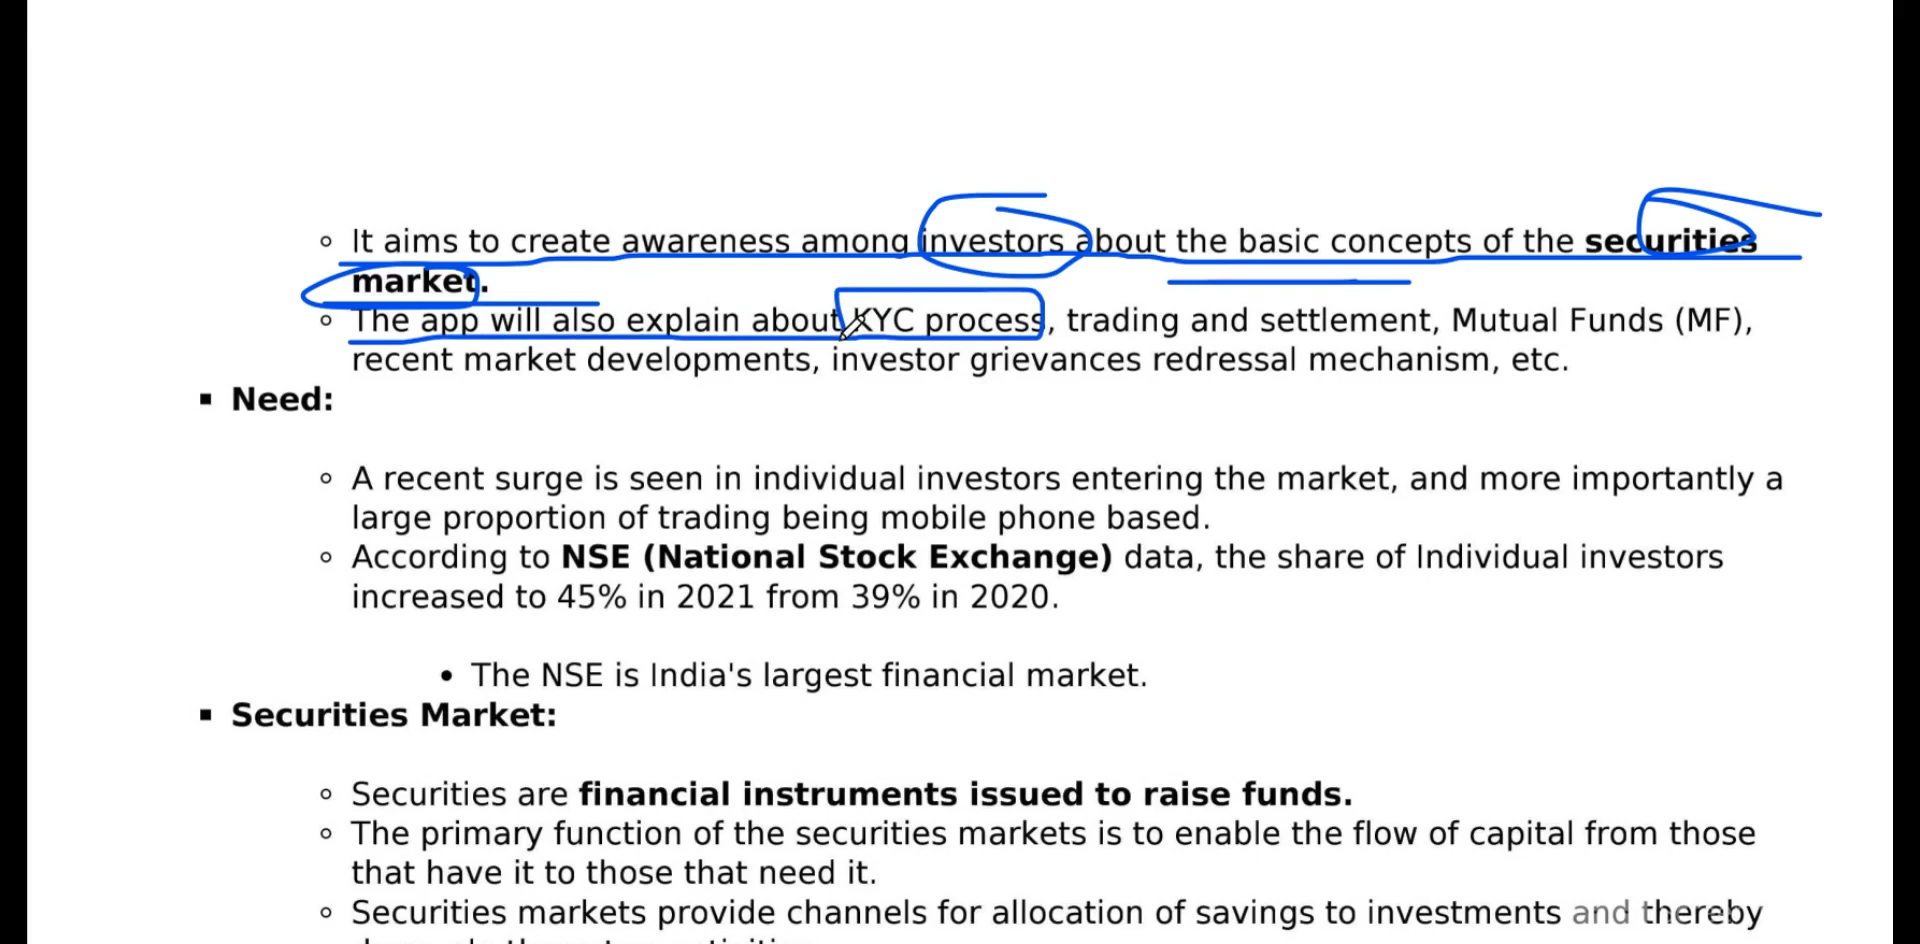 ◦ It aims to create awareness among investors about the basic concepts of the securities
market.
◦ The app will also explain about KYC process, trading and settlement, Mutual Funds (MF),
recent market developments, investor grievances redressal mechanism, etc.
▪ Need:
◦ A recent surge is seen in individual investors entering the market, and more importantly a
large proportion of trading being mobile phone based.
◦ According to NSE (National Stock Exchange) data, the share of Individual investors
increased to 45% in 2021 from 39% in 2020.
• The NSE is India's largest financial market.
▪ Securities Market:
◦ Securities are financial instruments issued to raise funds.
◦ The primary function of the securities markets is to enable the flow of capital from those
that have it to those that need it.
◦ Securities markets provide channels for allocation of savings to investments and thereby